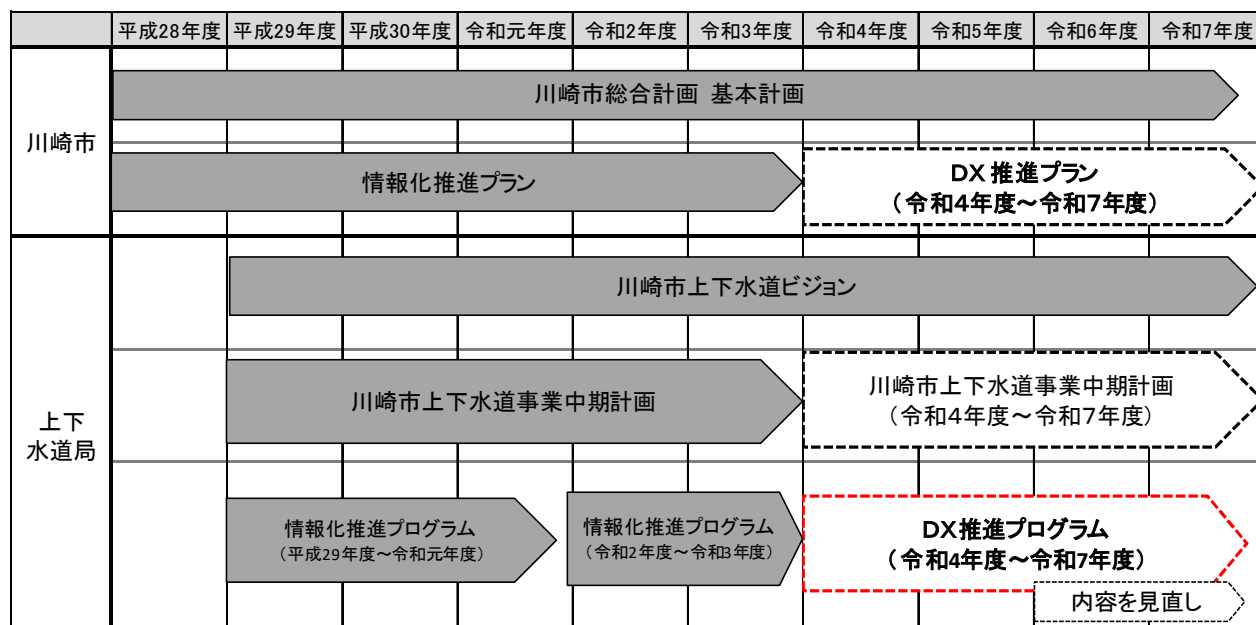 平成28年度 平成29年度 平成30年度 令和元年度 令和2年度 令和3年度 令和4年度 令和5年度 令和6年度 令和7年度
川崎市
川崎市総合計画 基本計画
情報化推進プラン
DX推進プラン
（令和4年度～令和7年度）
上下
水道局
川崎市上下水道ビジョン
川崎市上下水道事業中期計画
川崎市上下水道事業中期計画
（令和4年度～令和7年度）
情報化推進プログラム
（平成29年度～令和元年度）
情報化推進プログラム
（令和2年度～令和3年度）
DX推進プログラム
（令和4年度～令和7年度）
内容を見直し